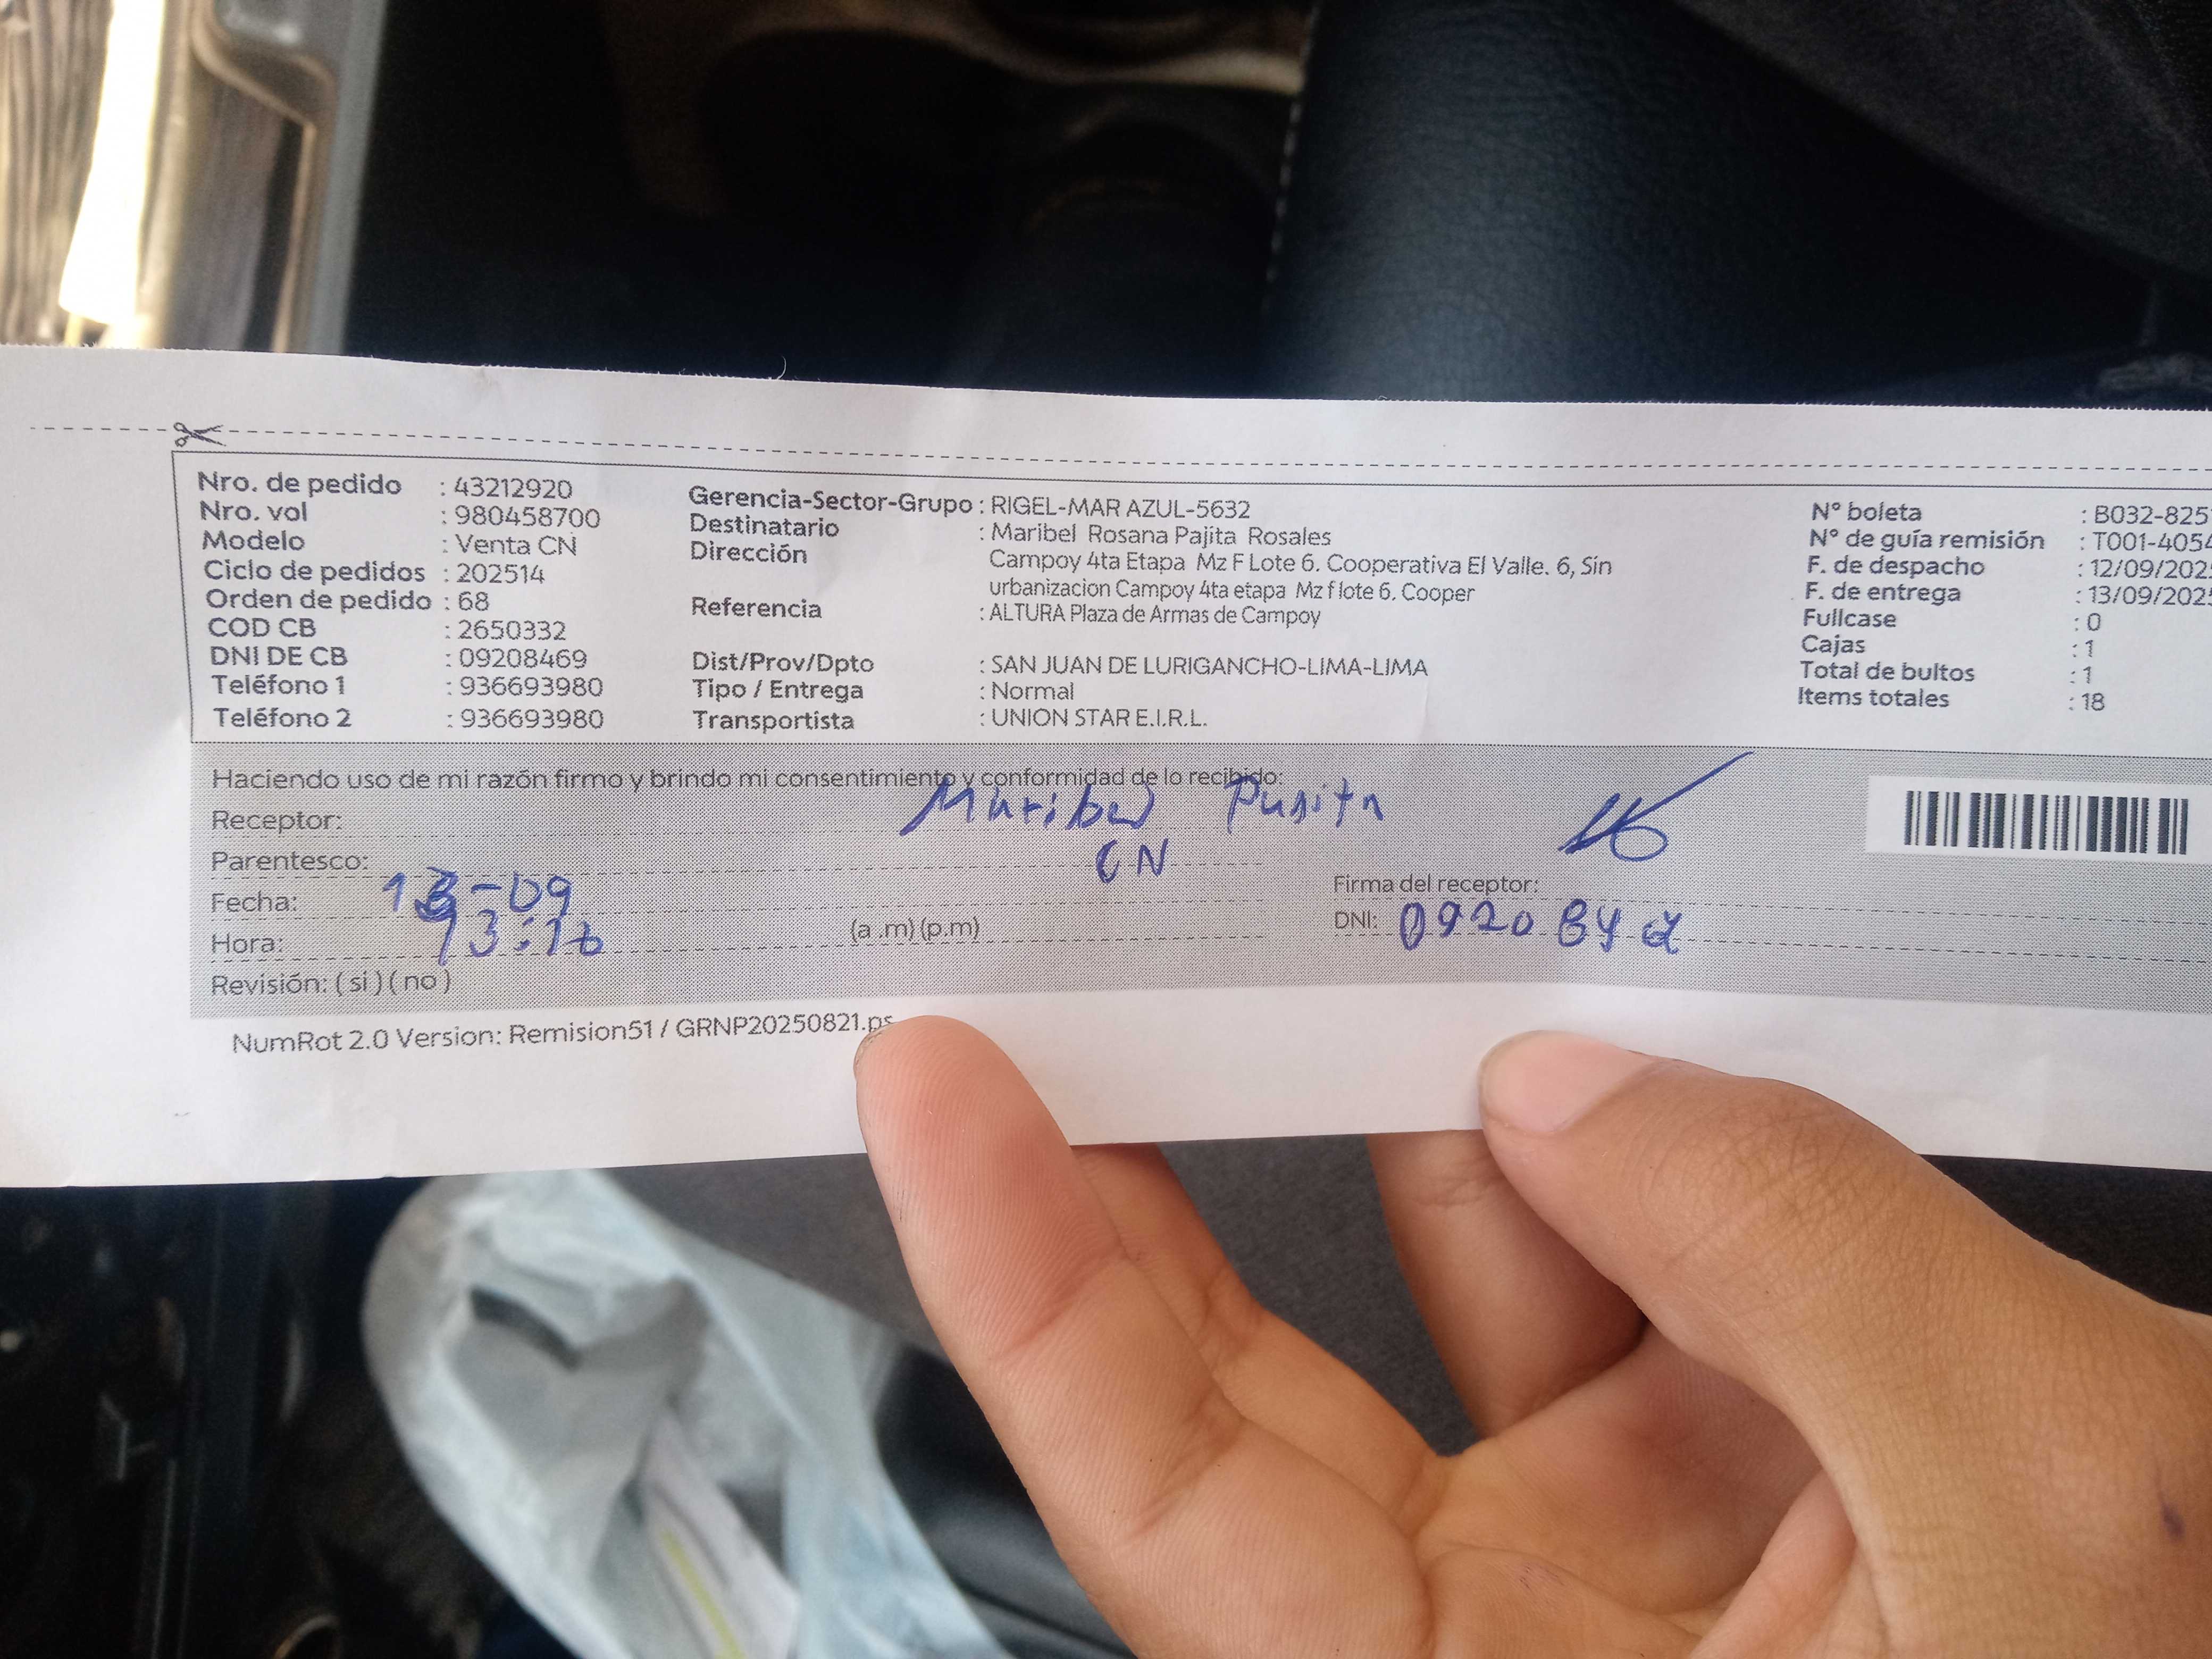 Nro. de pedido : 43212920
Nro. vol : 980458700
Modelo : Venta CN
Ciclo de pedidos : 202514
Orden de pedido : 68
COD CB : 2650332
DNI DE CB : 09208469
Teléfono 1 : 936693980
Teléfono 2 : 936693980
Gerencia-Sector-Grupo : RIGEL-MAR AZUL-5632
Destinatario : Maribel Rosana Pajita Rosales
Dirección Campoy 4ta Etapa Mz F Lote 6. Cooperativa El Valle. 6, Sin
urbanizacion Campoy 4ta etapa Mz f lote 6. Cooper
Referencia : ALTURA Plaza de Armas de Campoy
Dist/Prov/Dpto : SAN JUAN DE LURIGANCHO-LIMA-LIMA
Tipo / Entrega : Normal
Transportista : UNION STAR E.I.R.L.
N° boleta : B032-825
N° de guía remisión : T001-4054
F. de despacho : 12/09/202
F. de entrega : 13/09/202
Fullcase : 0
Cajas : 1
Total de bultos : 1
Items totales : 18
Haciendo uso de mi razón firmo y brindo mi consentimiento y conformidad de lo recibido:
Receptor: Maribel Pajita
Parentesco: CN
Fecha: 13-09
Hora: 13:16 (a .m) (p.m)
Revisión: ( si ) ( no )
Firma del receptor:
DNI: 092084
NumRot 2.0 Version: Remision51 / GRNP20250821.ps